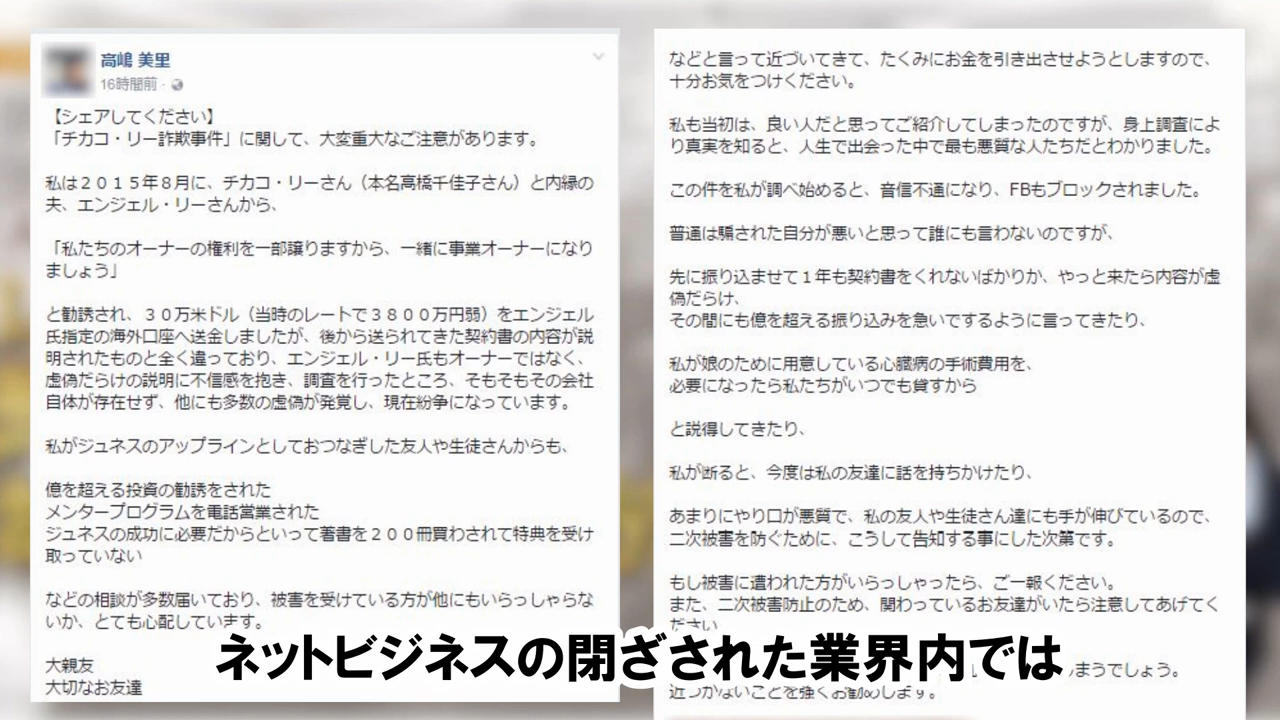 高嶋 美里
16時間前・
【シェアしてください】
「チカコ・リー詐欺事件」に関して、大変重大なご注意があります。
私は２０１５年８月に、チカコ・リーさん（本名高橋千佳子さん）と内縁の
夫、エンジェル・リーさんから、
「私たちのオーナーの権利を一部譲りますから、一緒に事業オーナーになり
ましょう」
と勧誘され、３０万米ドル（当時のレートで３８００万円弱）をエンジェル
氏指定の海外口座へ送金しましたが、後から送られてきた契約書の内容が説
明されたものと全く違っており、エンジェル・リー氏もオーナーではなく、
虚偽だらけの説明に不信感を抱き、調査を行ったところ、そもそもその会社
自体が存在せず、他にも多数の虚偽が発覚し、現在紛争になっています。
私がジュネスのアップラインとしておつなぎした友人や生徒さんからも、
億を超える投資の勧誘をされた
メンタープログラムを電話営業された
ジュネスの成功に必要だからといって著書を２００冊買わされて特典を受け
取っていない
などの相談が多数届いており、被害を受けている方が他にもいらっしゃらな
いか、とても心配しています。
大親友
大切なお友達
などと言って近づいてきて、たくみにお金を引き出させようとしますので、
十分お気をつけください。
私も当初は、良い人だと思ってご紹介してしまったのですが、身上調査によ
り真実を知ると、人生で出会った中で最も悪質な人たちだとわかりました。
この件を私が調べ始めると、音信不通になり、FBもブロックされました。
普通は騙された自分が悪いと思って誰にも言わないのですが、
先に振り込ませて１年も契約書をくれないばかりか、やっと来たら内容が虚
偽だらけ、
その間にも億を超える振り込みを急いでするように言ってきたり、
私が娘のために用意している心臓病の手術費用を、
必要になったら私たちがいつでも貸すから
と説得してきたり、
私が断ると、今度は私の友達に話を持ちかけたり、
あまりにやり口が悪質で、私の友人や生徒さん達にも手が伸びているので、
二次被害を防ぐために、こうして告知する事にした次第です。
もし被害に遭われた方がいらっしゃったら、ご一報ください。
また、二次被害防止のため、関わっているお友達がいたら注意してあげてく
ださい
まうでしょう。
近づかないことを強くお勧めします。
ネットビジネスの閉ざされた業界内では